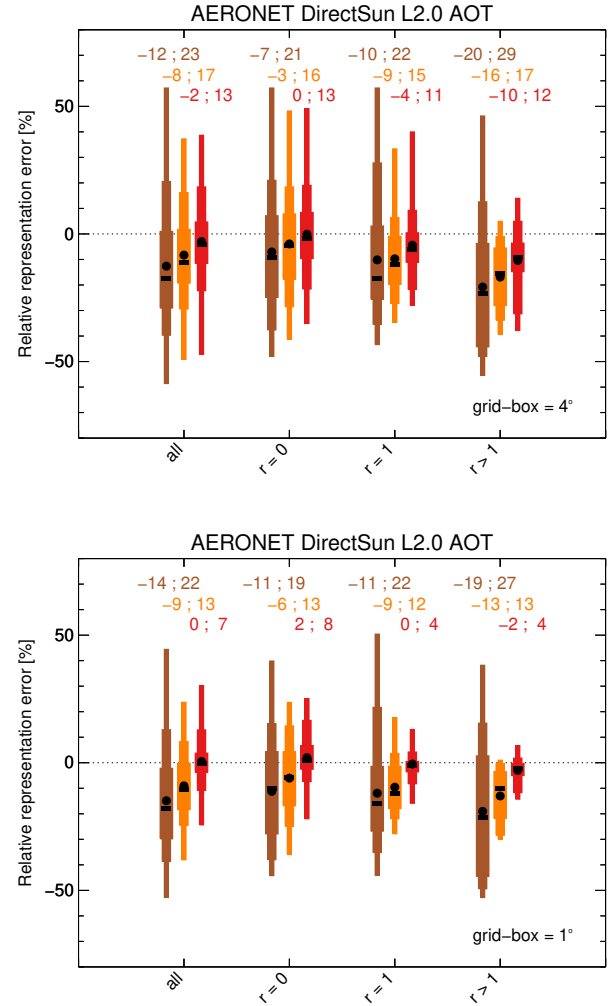 AERONET DirectSun L2.0 AOT
−12 ; 23 −7 ; 21 −10 ; 22 −20 ; 29
−8 ; 17 −3 ; 16 −9 ; 15 −16 ; 17
−2 ; 13 0 ; 13 −4 ; 11 −10 ; 12
50
0
−50
Relative representation error [%]
grid−box = 4°
all r = 0 r = 1 r > 1
AERONET DirectSun L2.0 AOT
−14 ; 22 −11 ; 19 −11 ; 22 −19 ; 27
−9 ; 13 −6 ; 13 −9 ; 12 −13 ; 13
0 ; 7 2 ; 8 0 ; 4 −2 ; 4
50
0
−50
Relative representation error [%]
grid−box = 1°
all r = 0 r = 1 r > 1